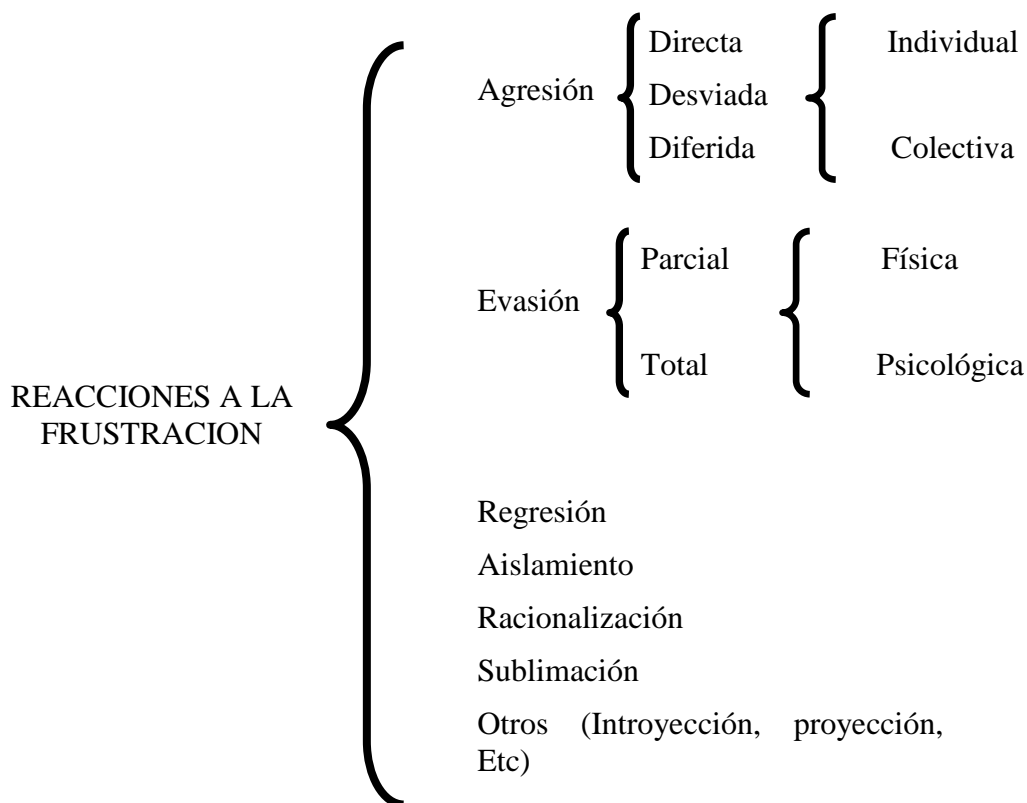 Directa Individual
Agresión Desviada
Diferida Colectiva
Parcial Física
Evasión
Total Psicológica
REACCIONES A LA
FRUSTRACION
Regresión
Aislamiento
Racionalización
Sublimación
Otros (Introyección, proyección,
Etc)